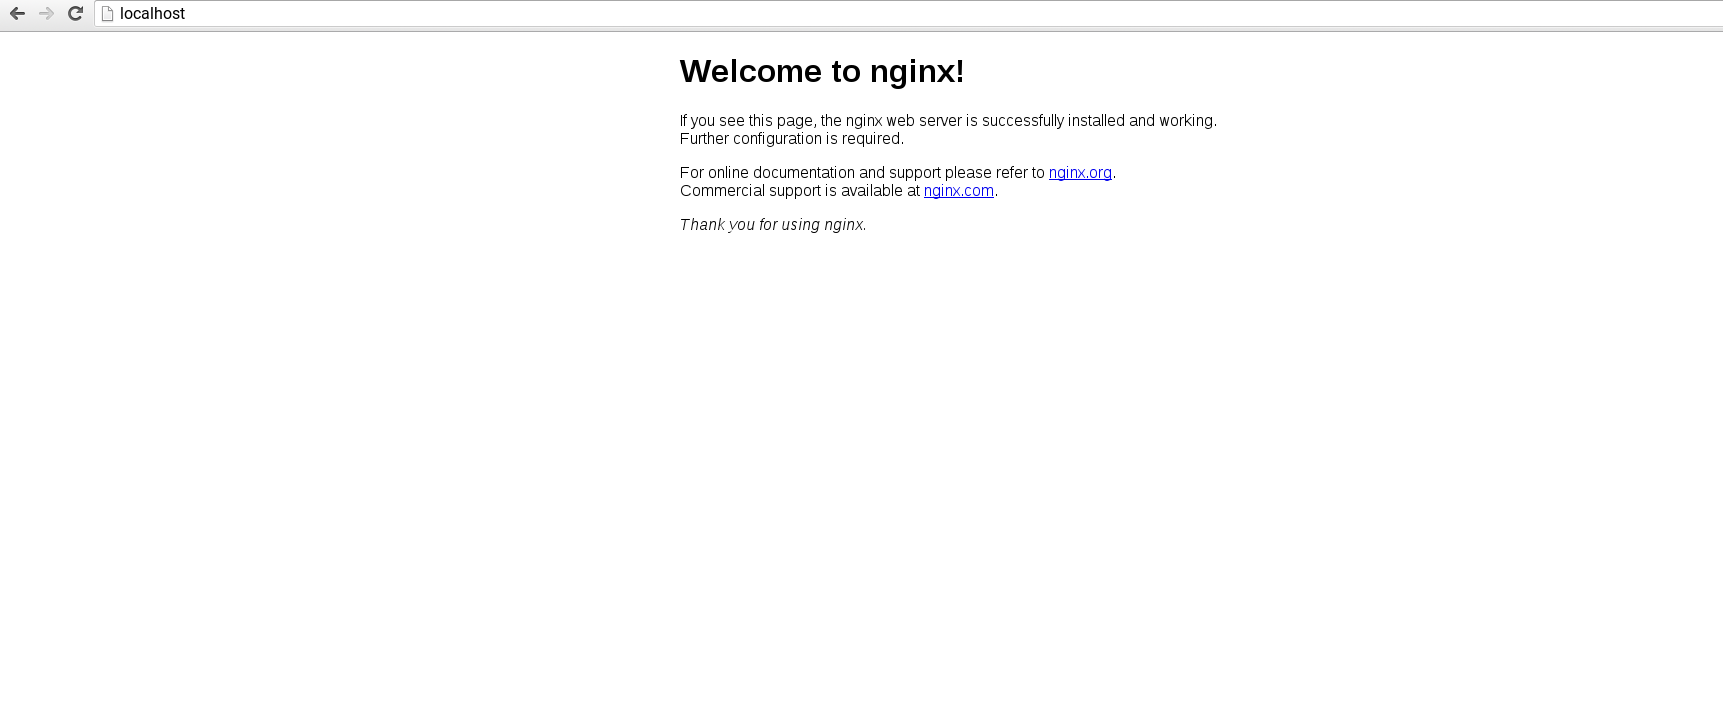 localhost
Welcome to nginx!
If you see this page, the nginx web server is successfully installed and working.
Further configuration is required.
For online documentation and support please refer to nginx.org.
Commercial support is available at nginx.com.
Thank you for using nginx.